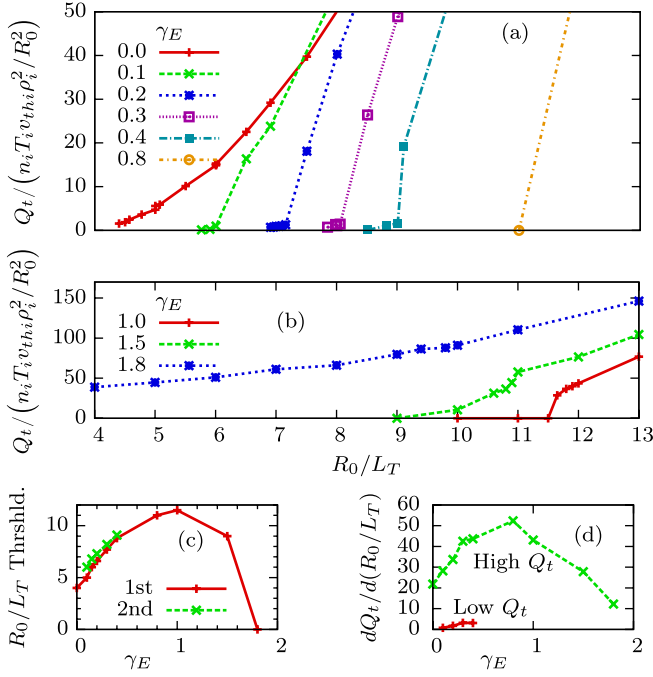 50
40
30
20
10
0
Q_t/(n_i T_i v_{thi} ρ_i^2/R_0^2)
γ_E
0.0
0.1
0.2
0.3
0.4
0.8
(a)
150
100
50
0
Q_t/(n_i T_i v_{thi} ρ_i^2/R_0^2)
γ_E
1.0
1.5
1.8
(b)
4 5 6 7 8 9 10 11 12 13
R_0/L_T
10
5
0
R_0/L_T Thrshld.
(c)
1st
2nd
0 1 2
γ_E
60
50
40
30
20
10
0
dQ_t/d(R_0/L_T)
(d)
High Q_t
Low Q_t
0 1 2
γ_E